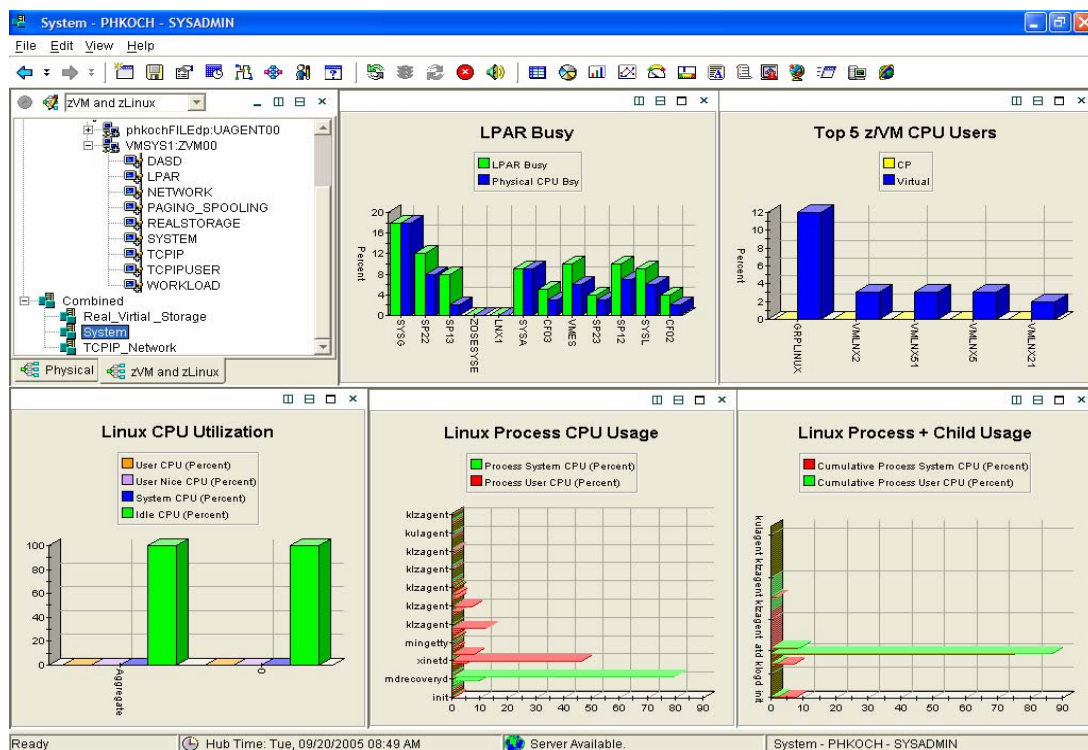 System - PHKOCH - SYSADMIN
File Edit View Help
zVM and zLinux
phkochFILEdp:UAGENT00
VMSYS1:ZVM00
DASD
LPAR
NETWORK
PAGING_SPOOLING
REALSTORAGE
SYSTEM
TCPIP
TCPIPUSER
WORKLOAD
Combined
Real_Virtial _Storage
System
TCPIP_Network
Physical
zVM and zLinux
LPAR Busy
LPAR Busy
Physical CPU Bsy
20
16
12
8
4
0
Percent
SYSG
SP22
SP13
ZOSESYSE
LNX1
SYSA
CF03
VMES
SP23
SP12
SYSL
CF02
Top 5 z/VM CPU Users
CP
Virtual
12
10
8
6
4
2
0
Percent
GRPLINUX
VMLNX2
VMLNX51
VMLNX5
VMLNX21
Linux CPU Utilization
User CPU (Percent)
User Nice CPU (Percent)
System CPU (Percent)
Idle CPU (Percent)
100
80
60
40
20
0
Aggregate
0
Linux Process CPU Usage
Process System CPU (Percent)
Process User CPU (Percent)
klzagent
kulagent
klzagent
klzagent
klzagent
klzagent
klzagent
mingetty
xinetd
mdrecoveryd
init
0 10 20 30 40 50 60 70 80 90
Linux Process + Child Usage
Cumulative Process System CPU (Percent)
Cumulative Process User CPU (Percent)
kulagent klzagent klzagent klzagent atd klogd init
0 10 20 30 40 50 60 70 80 90
Ready
Hub Time: Tue, 09/20/2005 08:49 AM
Server Available.
System - PHKOCH - SYSADMIN